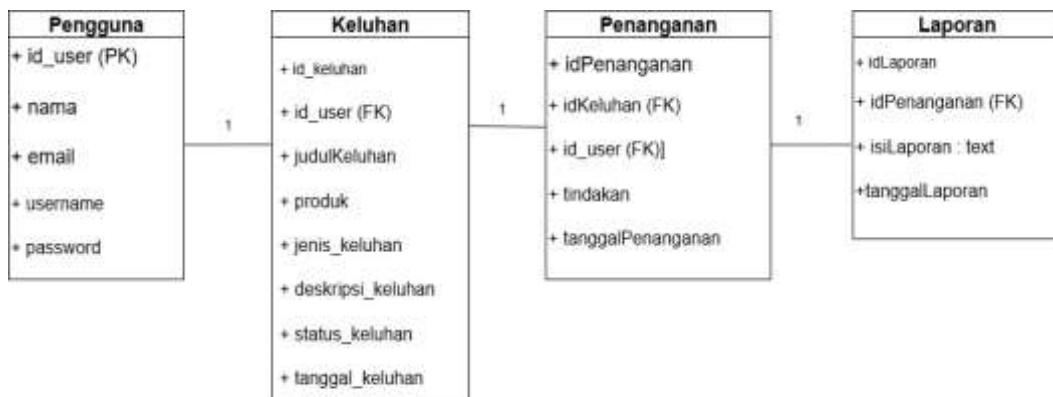 Pengguna
+ id_user (PK)
+ nama
+ email
+ username
+ password
1
Keluhan
+ id_keluhan
+ id_user (FK)
+ judulKeluhan
+ produk
+ jenis_keluhan
+ deskripsi_keluhan
+ status_keluhan
+ tanggal_keluhan
1
Penanganan
+ idPenanganan
+ idKeluhan (FK)
+ id_user (FK)]
+ tindakan
+ tanggalPenanganan
1
Laporan
+ idLaporan
+ idPenanganan (FK)
+ isiLaporan : text
+tanggalLaporan